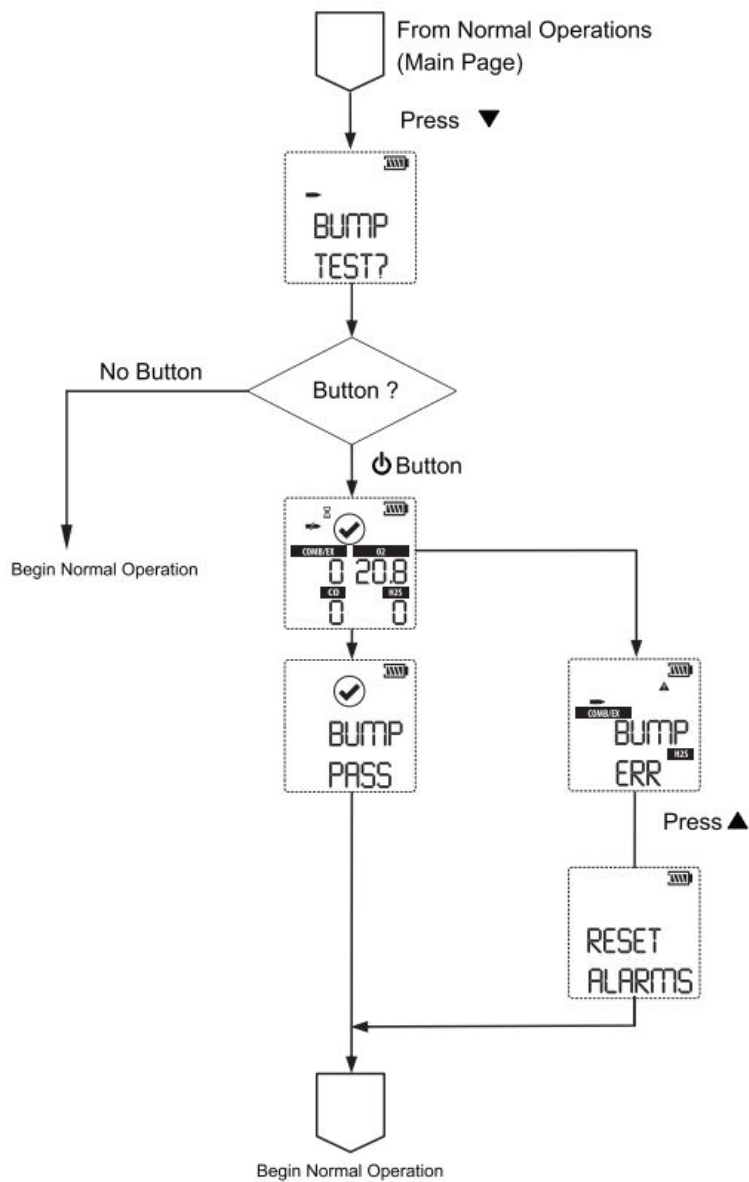 From Normal Operations
(Main Page)
Press ▼
BUMP
TEST?
No Button
Button ?
Button
Begin Normal Operation
COMB/EX O2
0 20.8
CO H2S
0 0
BUMP
PASS
COMB/EX
BUMP
H2S
ERR
Press ▲
RESET
ALARMS
Begin Normal Operation